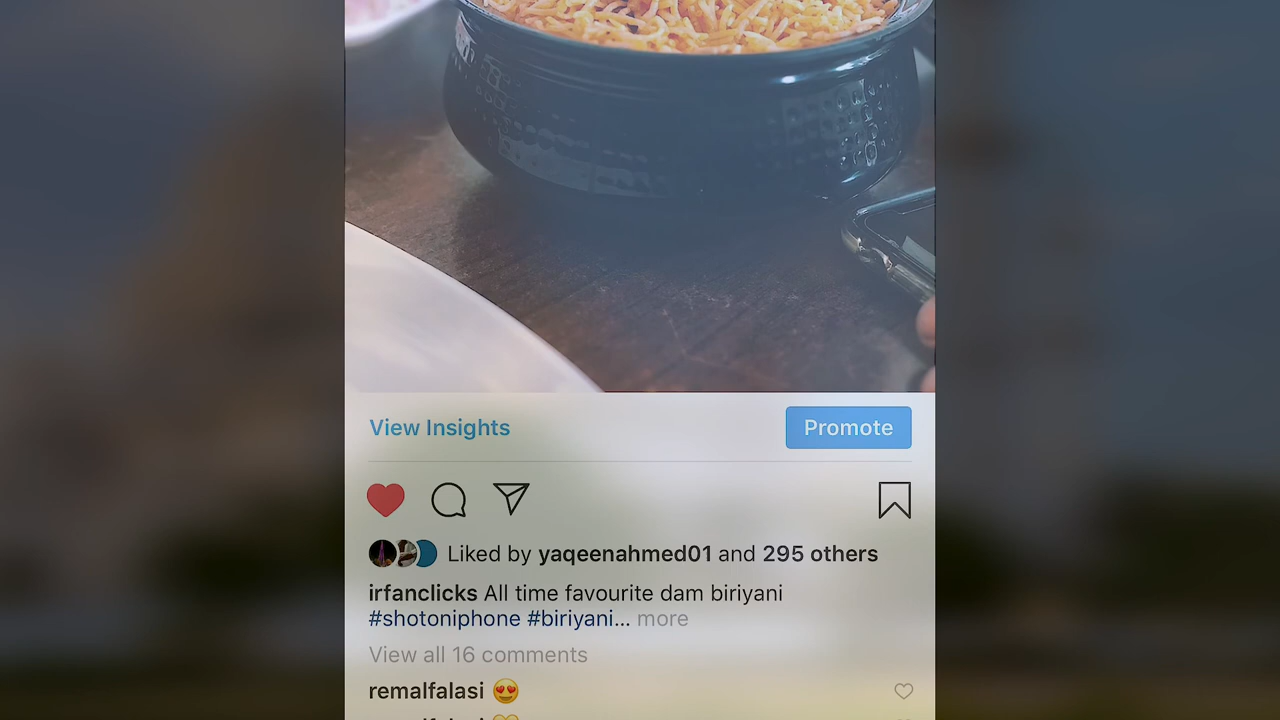 View Insights
Promote
Liked by yaqeenahmed01 and 295 others
irfanclicks All time favourite dam biriyani
#shotoniphone #biriyani... more
View all 16 comments
remalfalasi 😍